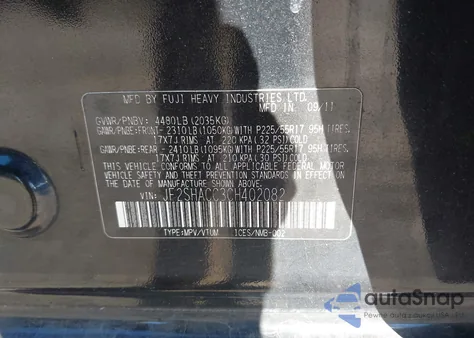 MFD BY FUJI HEAVY INDUSTRIES LTD.
MFD IN 09/11
GVWR/PNBV: 4480LB(2035KG)
GAWR/PNBE:FRONT- 2310LB(1050KG)WITH P225/55R17 95H TIRES.
17X7J RIMS AT 220 KPA(32 PSI)COLD
GAWR/PNBE:REAR - 2410LB(1095KG)WITH P225/55R17 95H TIRES.
17X7J RIMS AT 210 KPA(30 PSI)COLD
THIS VEHICLE CONFORMS TO ALL APPLICABLE FEDERAL MOTOR
VEHICLE SAFETY STANDARDS IN EFFECT ON THE DATE OF
MANUFACTURE SHOWN ABOVE.
VIN: JF2SHACC3CH402082
TYPE:MPV/VTUM 1CES/NMB-002
autoSnap
Pewne auta z